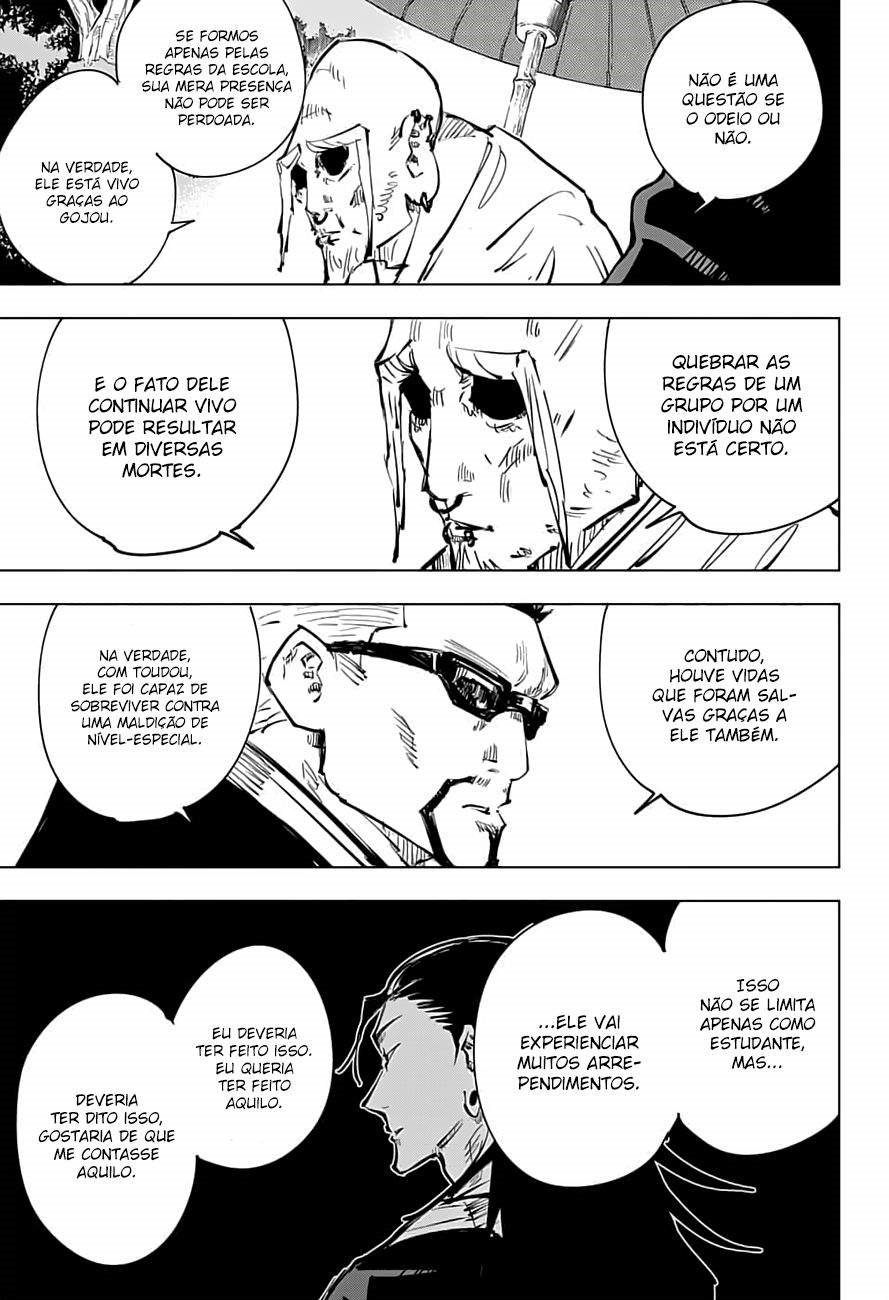 NÃO É UMA
QUESTÃO SE
O ODEIO OU
NÃO.
SE FORMOS
APENAS PELAS
REGRAS DA ESCOLA,
SUA MERA PRESENÇA
NÃO PODE SER
PERDOADA.
NA VERDADE,
ELE ESTÁ VIVO
GRAÇAS AO
GOJOU.
QUEBRAR AS
REGRAS DE UM
GRUPO POR UM
INVIVÍDUO NÃO
ESTÁ CERTO.
E O FATO DELE
CONTINUAR VIVO
PODE RESULTAR
EM DIVERSAS
MORTES.
CONTUDO,
HOUVE VIDAS
QUE FORAM SAL-
VAS GRAÇAS A
ELE TAMBÉM.
NA VERDADE,
COM TOUDOU,
ELE FOI CAPAZ DE
SOBREVIVER CONTRA
UMA MALDIÇÃO DE
NÍVEL-ESPECIAL.
ISSO
NÃO SE LIMITA
APENAS COMO
ESTUDANTE,
MAS...
...ELE VAI
EXPERIENCIAR
MUITOS ARRE-
PENDIMENTOS.
EU DEVERIA
TER FEITO ISSO.
EU QUERIA
TER FEITO
AQUILO.
DEVERIA
TER DITO ISSO,
GOSTARIA DE QUE
ME CONTASSE
AQUILO.